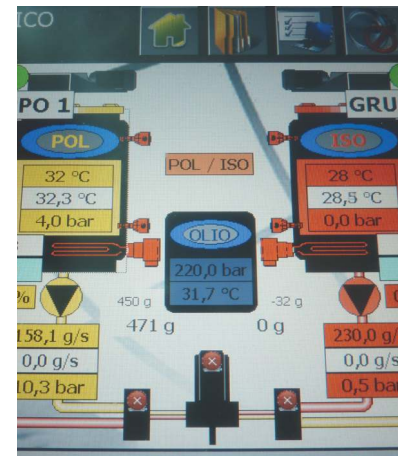 ICO
PO 1
GRU
POL
ISO
POL / ISO
32 °C
32,3 °C
4,0 bar
28 °C
28,5 °C
0,0 bar
OLIO
220,0 bar
31,7 °C
%
450 g
471 g
-32 g
0 g
158,1 g/s
0,0 g/s
10,3 bar
230,0 g/
0,0 g/s
0,5 ba